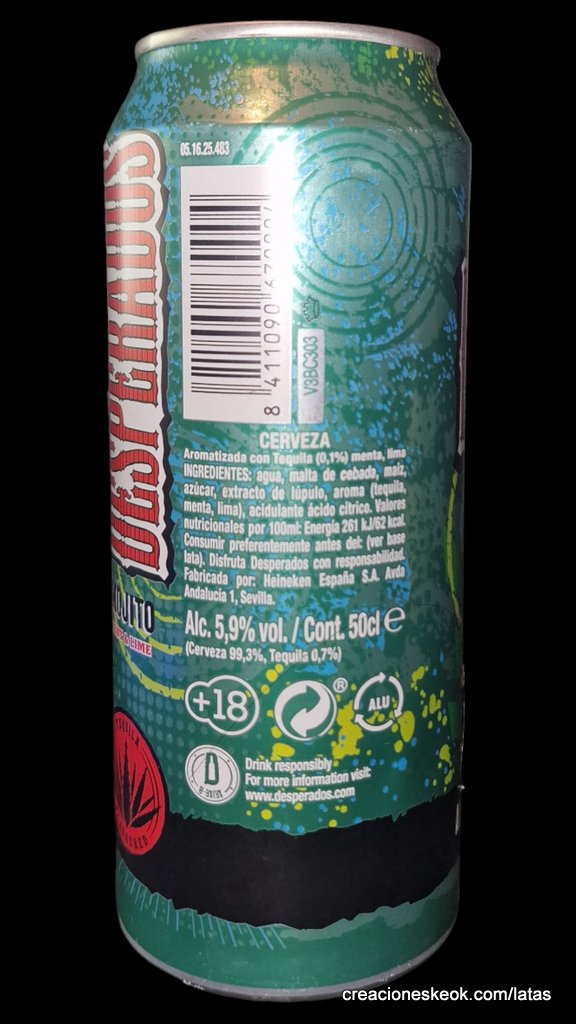 05.16.25.483
DESPERADOS
8 411090
V3BC303
CERVEZA
Aromatizada con Tequila (0,1%) menta, lima
INGREDIENTES: agua, malta de cebada, maíz,
azúcar, extracto de lúpulo, aroma (tequila,
menta, lima), acidulante ácido cítrico. Valores
nutricionales por 100ml: Energía 261 kJ/62 kcal.
Consumir preferentemente antes del: (ver base
lata). Disfruta Desperados con responsabilidad.
Fabricada por: Heineken España S.A. Avda
Andalucía 1, Sevilla.
MOJITO
& LIME
Alc. 5,9% vol. / Cont. 50cl e
(Cerveza 99,3%, Tequila 0,7%)
+18
®
ALU
TEQUILA
D
Drink responsibly
For more information visit:
www.desperados.com
creacioneskeok.com/latas